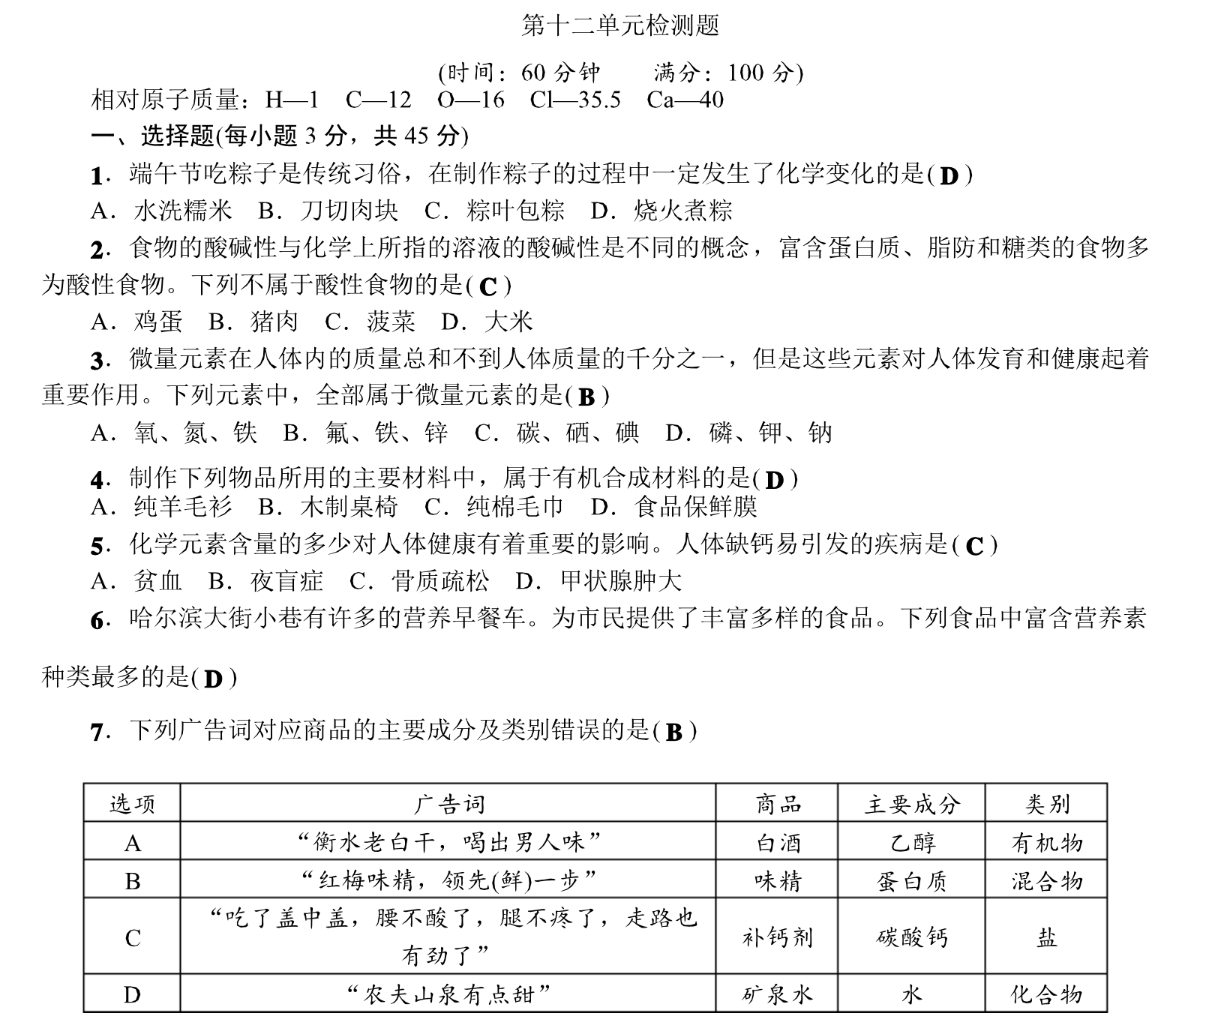 第十二单元检测题
(时间：60 分钟　　满分：100 分)
相对原子质量：H—1　C—12　O—16　Cl—35.5　Ca—40
一、选择题(每小题 3 分，共 45 分)
1．端午节吃粽子是传统习俗，在制作粽子的过程中一定发生了化学变化的是( D )
A．水洗糯米　B．刀切肉块　C．粽叶包粽　D．烧火煮粽
2．食物的酸碱性与化学上所指的溶液的酸碱性是不同的概念，富含蛋白质、脂防和糖类的食物多
为酸性食物。下列不属于酸性食物的是( C )
A．鸡蛋　B．猪肉　C．菠菜　D．大米
3．微量元素在人体内的质量总和不到人体质量的千分之一，但是这些元素对人体发育和健康起着
重要作用。下列元素中，全部属于微量元素的是( B )
A．氧、氮、铁　B．氟、铁、锌　C．碳、硒、碘　D．磷、钾、钠
4．制作下列物品所用的主要材料中，属于有机合成材料的是( D )
A．纯羊毛衫　B．木制桌椅　C．纯棉毛巾　D．食品保鲜膜
5．化学元素含量的多少对人体健康有着重要的影响。人体缺钙易引发的疾病是( C )
A．贫血　B．夜盲症　C．骨质疏松　D．甲状腺肿大
6．哈尔滨大街小巷有许多的营养早餐车。为市民提供了丰富多样的食品。下列食品中富含营养素
种类最多的是( D )
7．下列广告词对应商品的主要成分及类别错误的是( B )
选项　广告词　商品　主要成分　类别
A　“衡水老白干，喝出男人味”　白酒　乙醇　有机物
B　“红梅味精，领先(鲜)一步”　味精　蛋白质　混合物
C　“吃了盖中盖，腰不酸了，腿不疼了，走路也
有劲了”　补钙剂　碳酸钙　盐
D　“农夫山泉有点甜”　矿泉水　水　化合物